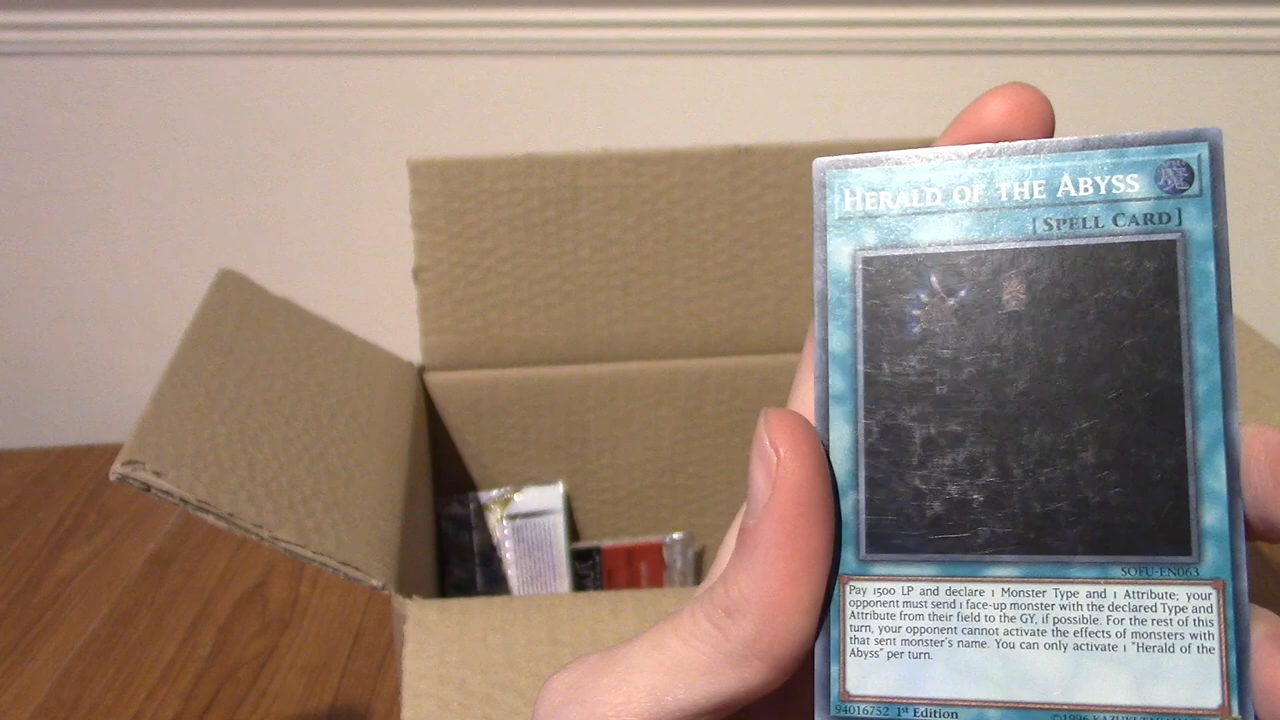 HERALD OF THE ABYSS 魔
[SPELL CARD]
SOFU-EN063
Pay 1500 LP and declare 1 Monster Type and 1 Attribute; your
opponent must send 1 face-up monster with the declared Type and
Attribute from their field to the GY, if possible. For the rest of this
turn, your opponent cannot activate the effects of monsters with
that sent monster's name. You can only activate 1 "Herald of the
Abyss" per turn.
94016752 1st Edition ©1996 KAZUKI